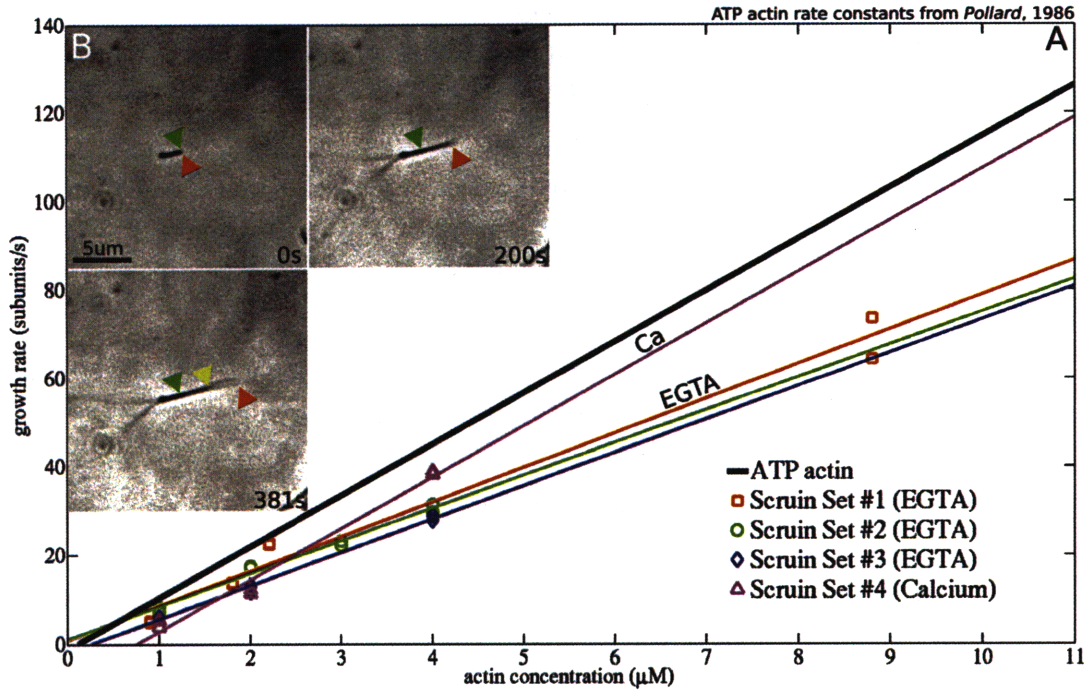 ATP actin rate constants from Pollard, 1986
A
B
140
120
100
80
60
40
20
0
growth rate (subunits/s)
5um
0s
200s
381s
Ca
EGTA
ATP actin
Scruin Set #1 (EGTA)
Scruin Set #2 (EGTA)
Scruin Set #3 (EGTA)
Scruin Set #4 (Calcium)
0 1 2 3 4 5 6 7 8 9 10 11
actin concentration (μM)